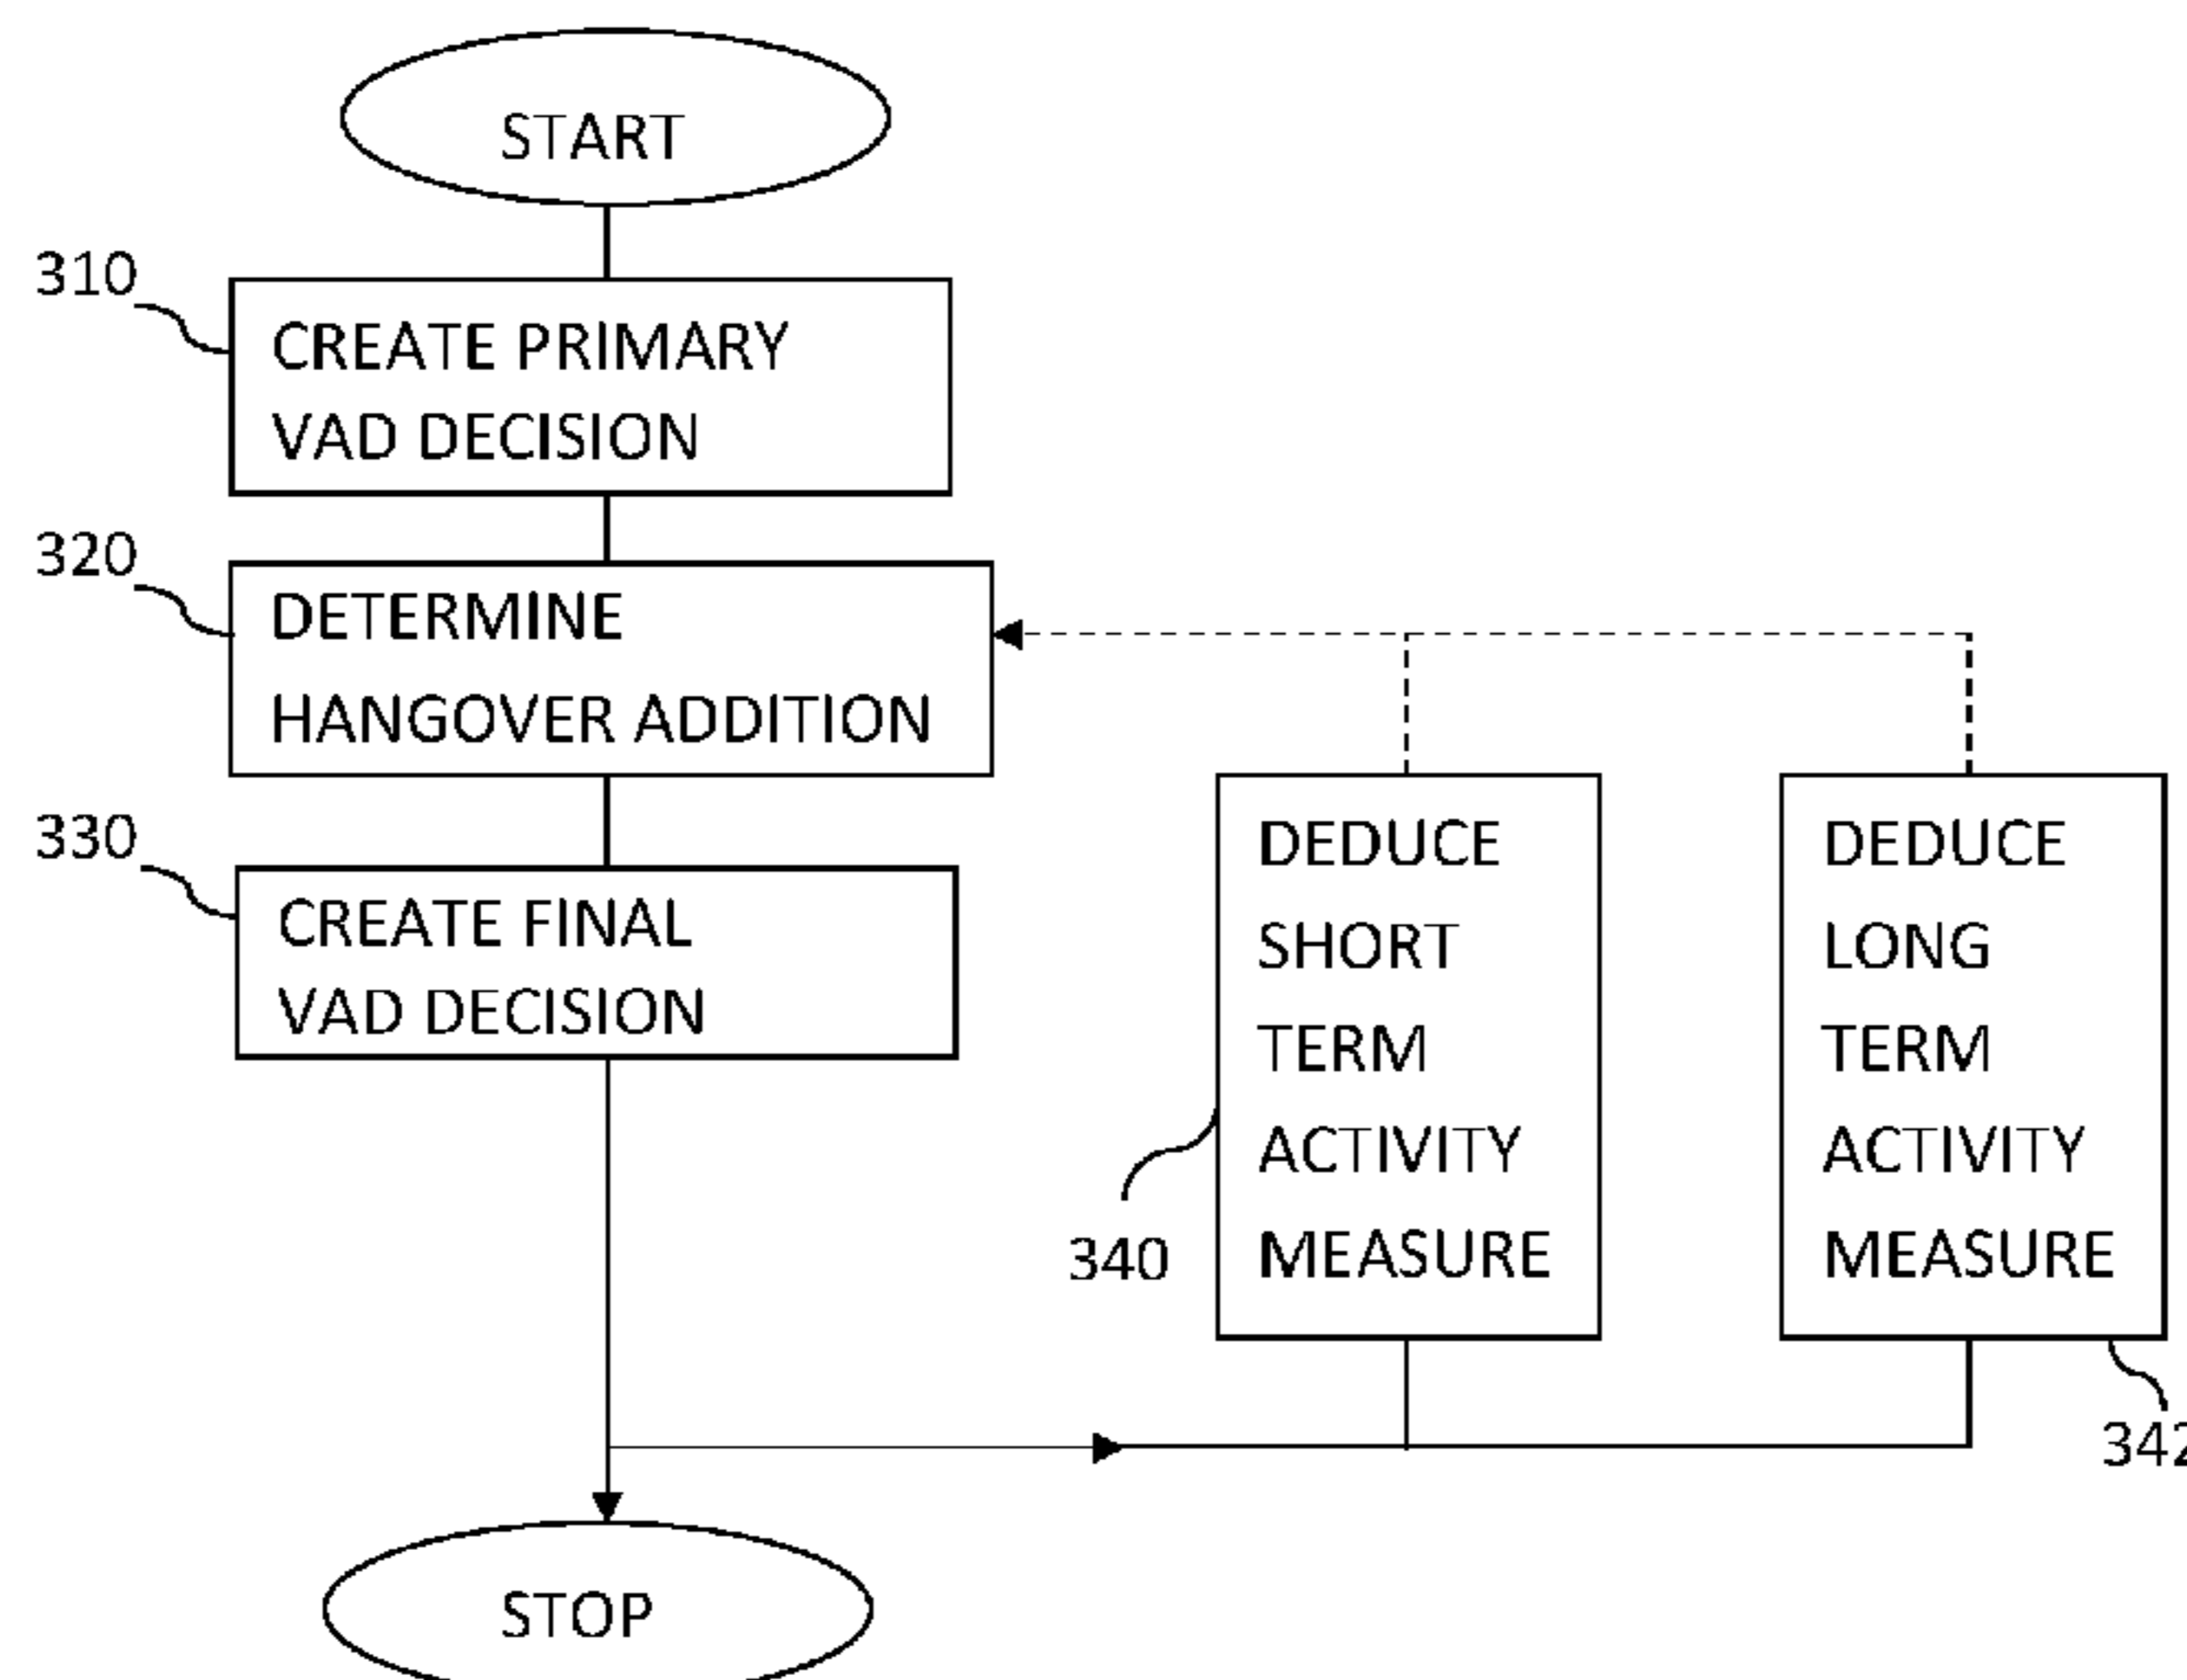 START
310
CREATE PRIMARY
VAD DECISION
320
DETERMINE
HANGOVER ADDITION
330
CREATE FINAL
VAD DECISION
DEDUCE
SHORT
TERM
ACTIVITY
MEASURE
340
DEDUCE
LONG
TERM
ACTIVITY
MEASURE
342
STOP